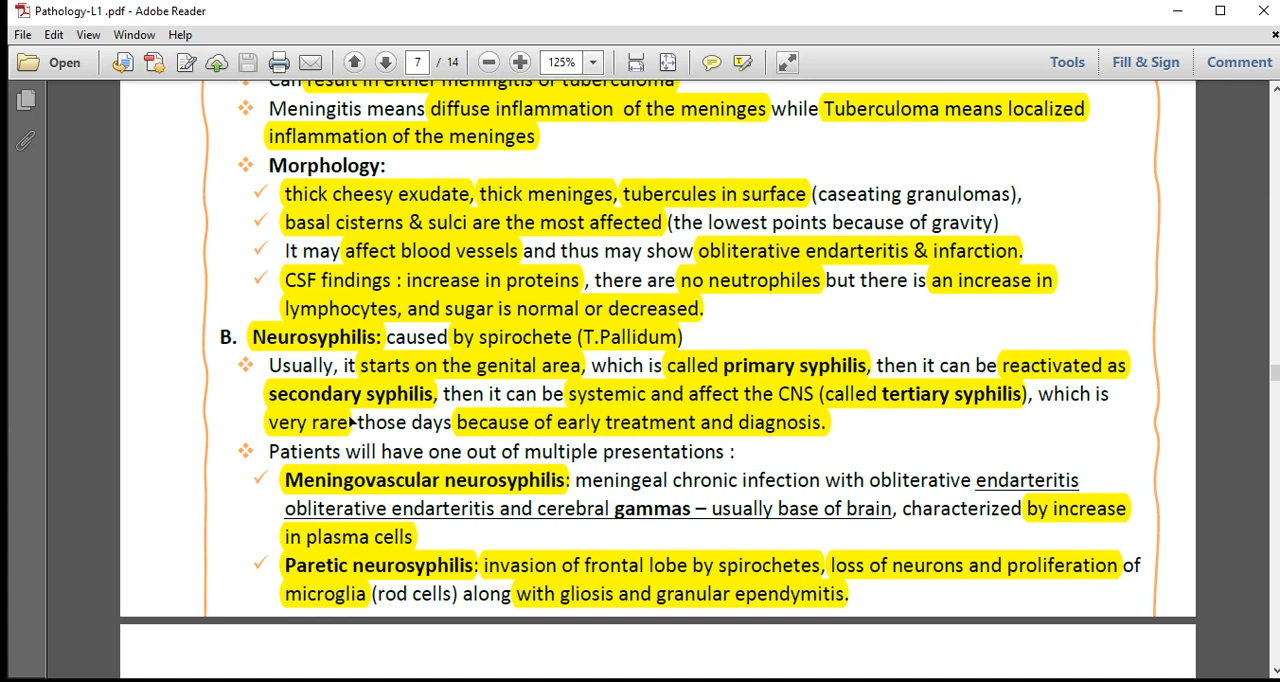 Pathology-L1 .pdf - Adobe Reader
File Edit View Window Help
Open 7 / 14 125% Tools Fill & Sign Comment
Can result in either meningitis or tuberculoma
Meningitis means diffuse inflammation of the meninges while Tuberculoma means localized
inflammation of the meninges
Morphology:
thick cheesy exudate, thick meninges, tubercules in surface (caseating granulomas),
basal cisterns & sulci are the most affected (the lowest points because of gravity)
It may affect blood vessels and thus may show obliterative endarteritis & infarction.
CSF findings : increase in proteins , there are no neutrophiles but there is an increase in
lymphocytes, and sugar is normal or decreased.
B. Neurosyphilis: caused by spirochete (T.Pallidum)
Usually, it starts on the genital area, which is called primary syphilis, then it can be reactivated as
secondary syphilis, then it can be systemic and affect the CNS (called tertiary syphilis), which is
very rare those days because of early treatment and diagnosis.
Patients will have one out of multiple presentations :
Meningovascular neurosyphilis: meningeal chronic infection with obliterative endarteritis
obliterative endarteritis and cerebral gammas – usually base of brain, characterized by increase
in plasma cells
Paretic neurosyphilis: invasion of frontal lobe by spirochetes, loss of neurons and proliferation of
microglia (rod cells) along with gliosis and granular ependymitis.